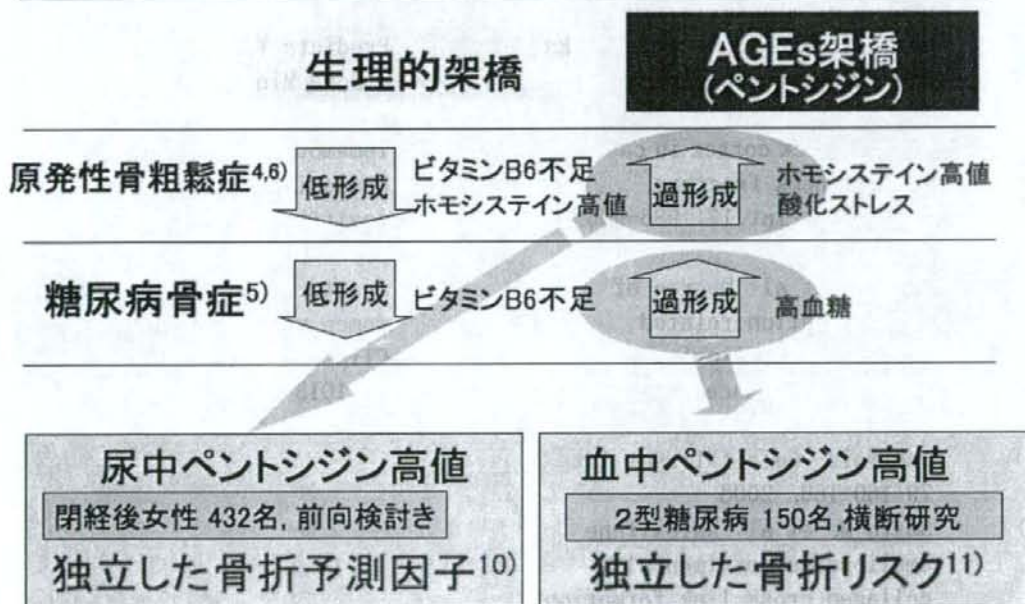 生理的架橋
AGEs架橋
(ペントシジン)
原発性骨粗鬆症4,6)
低形成
ビタミンB6不足
ホモシステイン高値
過形成
ホモシステイン高値
酸化ストレス
糖尿病骨症5)
低形成
ビタミンB6不足
過形成
高血糖
尿中ペントシジン高値
閉経後女性 432名, 前向検討き
独立した骨折予測因子10)
血中ペントシジン高値
2型糖尿病 150名,横断研究
独立した骨折リスク11)